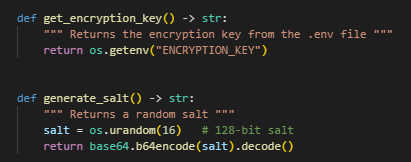 def get_encryption_key() -> str:
    """ Returns the encryption key from the .env file """
    return os.getenv("ENCRYPTION_KEY")
def generate_salt() -> str:
    """ Returns a random salt """
    salt = os.urandom(16)   # 128-bit salt
    return base64.b64encode(salt).decode()